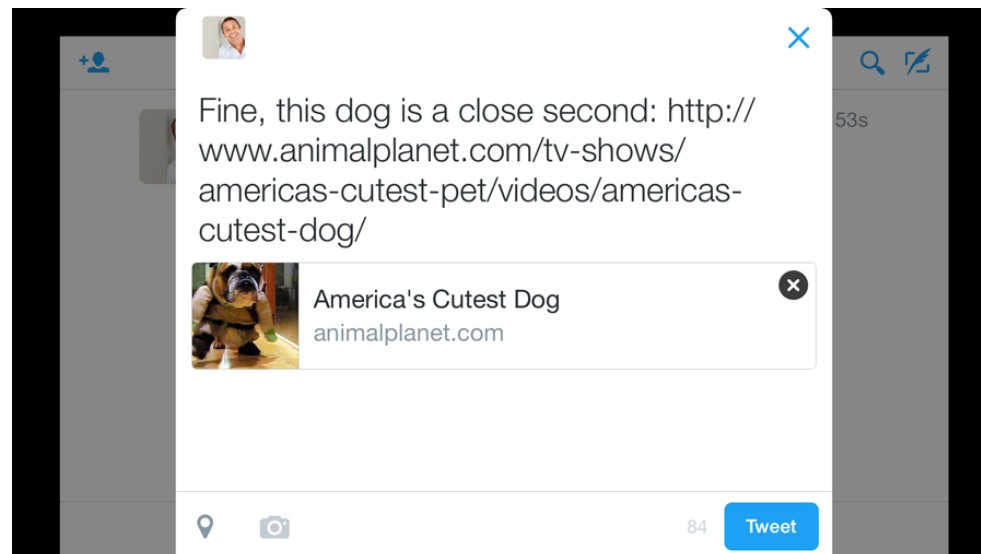 53s
Fine, this dog is a close second: http://
www.animalplanet.com/tv-shows/
americas-cutest-pet/videos/americas-
cutest-dog/
America's Cutest Dog
animalplanet.com
84
Tweet